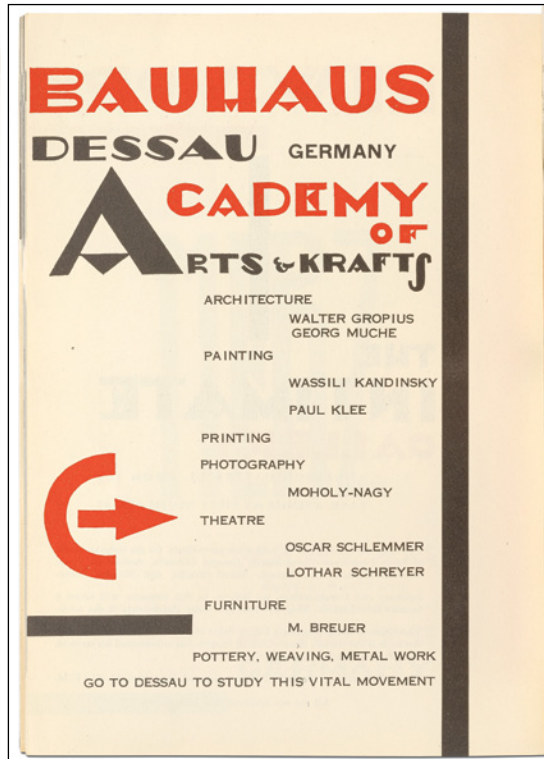 BAUHAUS
DESSAU GERMANY
ACADEMY
OF
ARTS & KRAFTS
ARCHITECTURE
WALTER GROPIUS
GEORG MUCHE
PAINTING
WASSILI KANDINSKY
PAUL KLEE
PRINTING
PHOTOGRAPHY
MOHOLY-NAGY
THEATRE
OSCAR SCHLEMMER
LOTHAR SCHREYER
FURNITURE
M. BREUER
POTTERY, WEAVING, METAL WORK
GO TO DESSAU TO STUDY THIS VITAL MOVEMENT